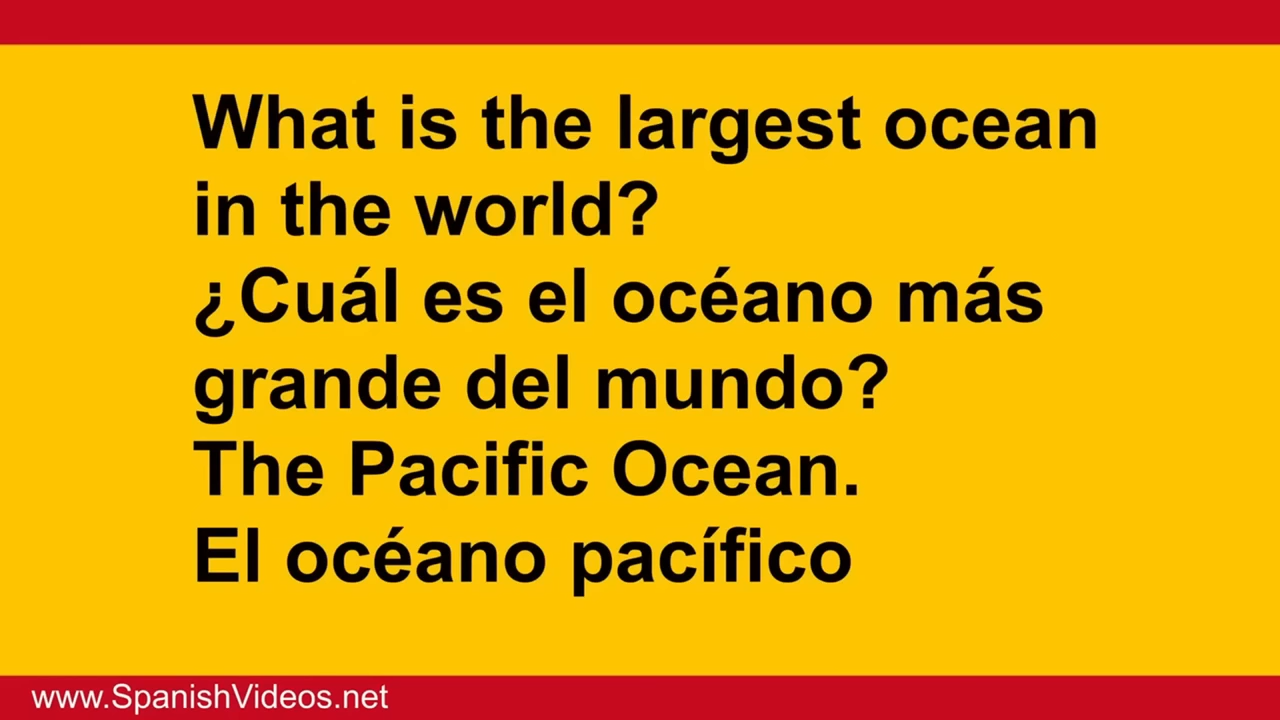 What is the largest ocean
in the world?
¿Cuál es el océano más
grande del mundo?
The Pacific Ocean.
El océano pacífico
www.SpanishVideos.net